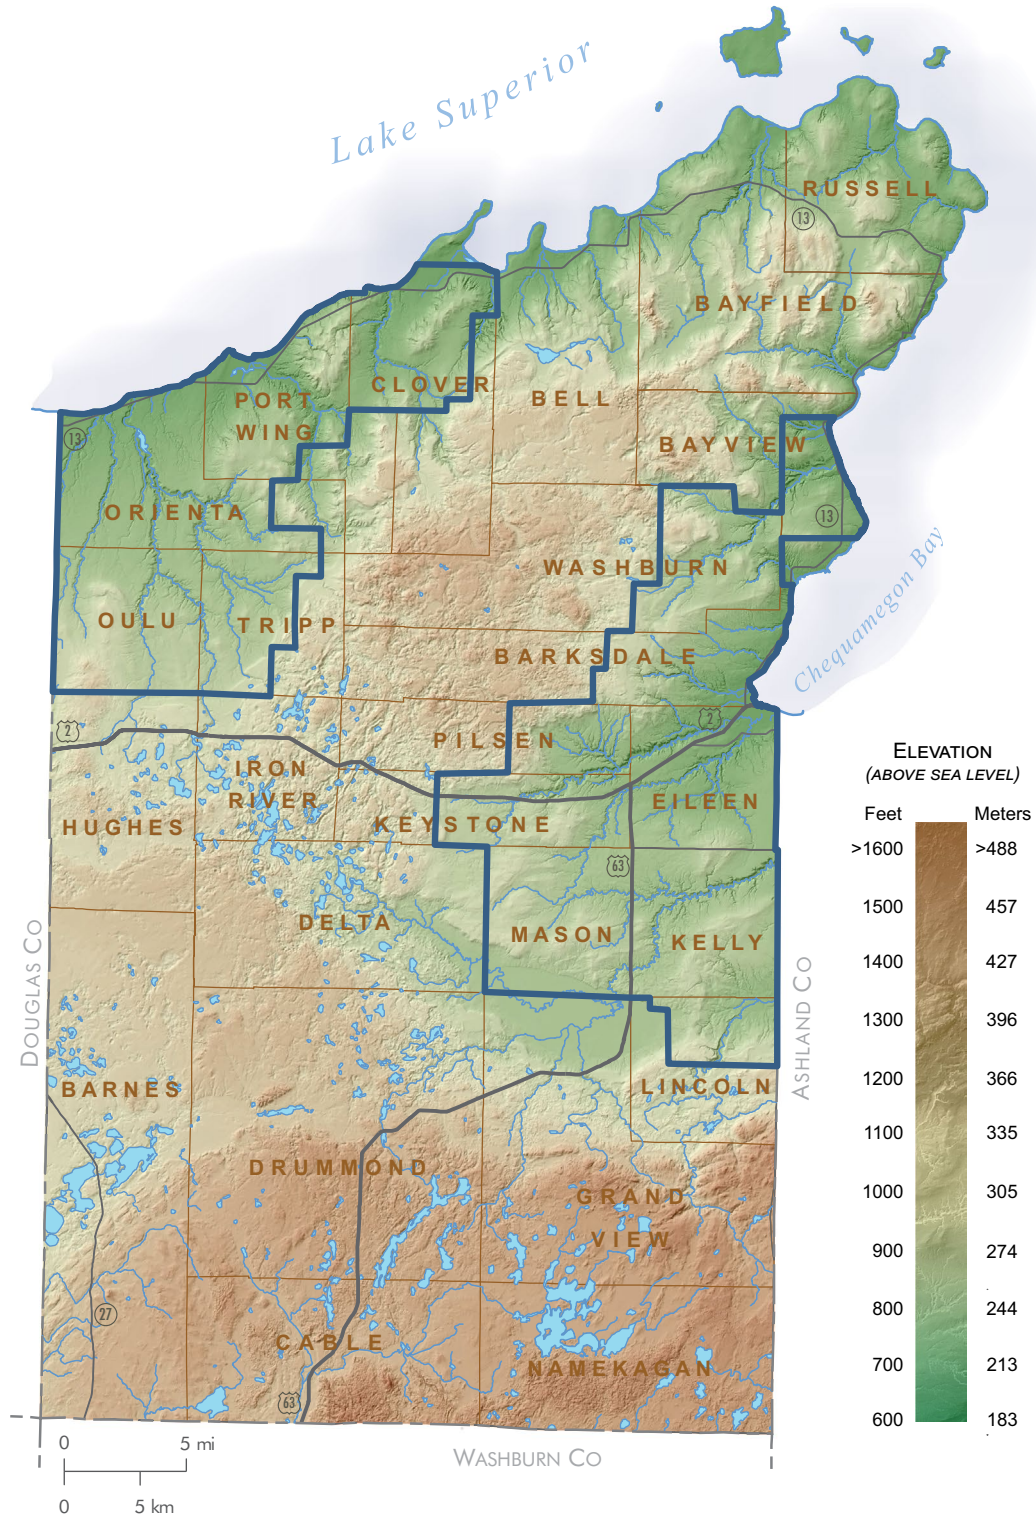 Lake Superior
RUSSELL
13
BAYFIELD
CLOVER
BELL
PORT
WING
13
BAYVIEW
ORIENTA
13
WASHBURN
Chequamegon Bay
OULU
TRIPP
BARKSDALE
2
2
PILSEN
IRON
RIVER
EILEEN
HUGHES
KEYSTONE
63
DELTA
MASON
KELLY
DOUGLAS CO
ASHLAND CO
BARNES
LINCOLN
DRUMMOND
GRAND
VIEW
27
CABLE
NAMEKAGAN
63
WASHBURN CO
0 5 mi
0 5 km
ELEVATION
(ABOVE SEA LEVEL)
Feet Meters
>1600 >488
1500 457
1400 427
1300 396
1200 366
1100 335
1000 305
900 274
800 244
700 213
600 183